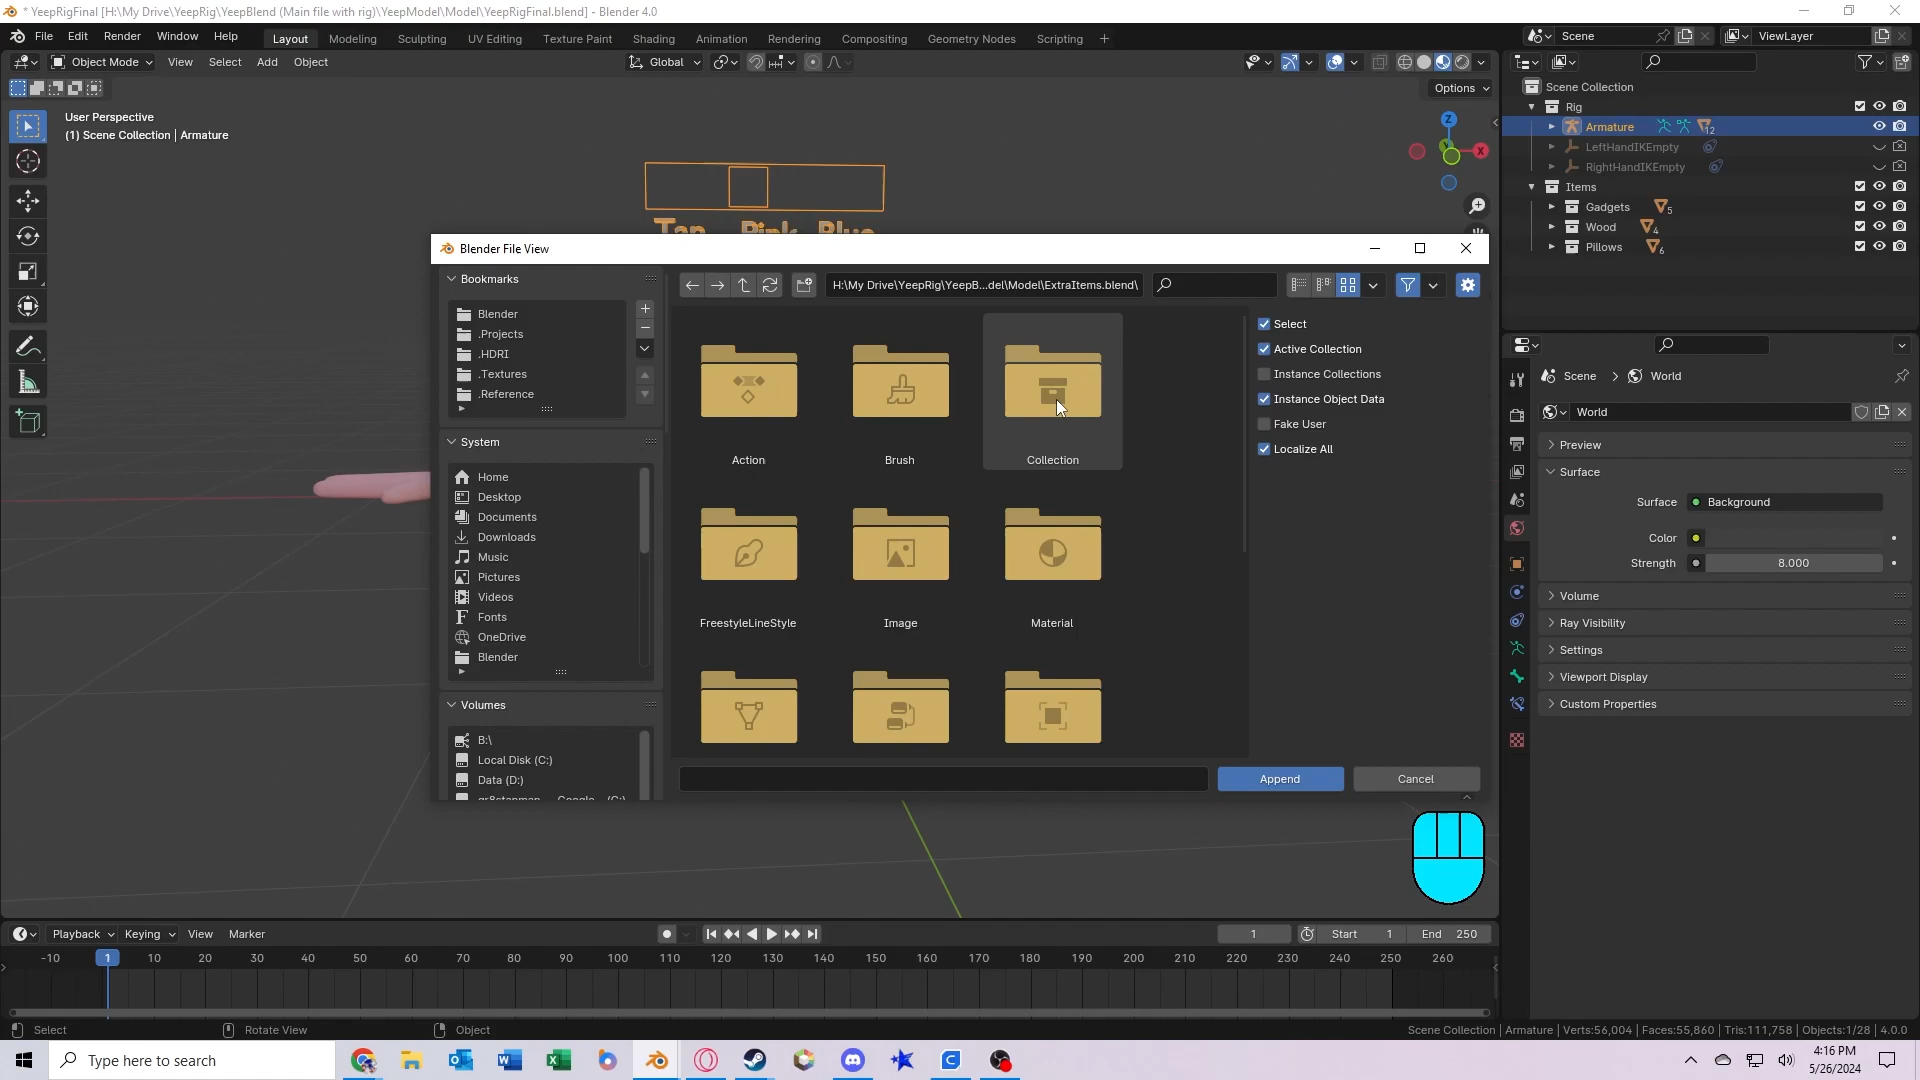 * YeepRigFinal [H:\My Drive\YeepRig\YeepBlend (Main file with rig)\YeepModel\Model\YeepRigFinal.blend] - Blender 4.0
File Edit Render Window Help
Layout Modeling Sculpting UV Editing Texture Paint Shading Animation Rendering Compositing Geometry Nodes Scripting +
Scene
ViewLayer
Object Mode View Select Add Object
Global
Options
User Perspective
(1) Scene Collection | Armature
Z
X
Tan Pink Blue
Scene Collection
Rig
Armature 12
LeftHandIKEmpty
RightHandIKEmpty
Items
Gadgets 5
Wood 4
Pillows 6
Blender File View
Bookmarks
Blender
.Projects
.HDRI
.Textures
.Reference
System
Home
Desktop
Documents
Downloads
Music
Pictures
Videos
Fonts
OneDrive
Blender
Volumes
B:\
Local Disk (C:)
Data (D:)
H:\My Drive\YeepRig\YeepB...del\Model\ExtraItems.blend\
Action
Brush
Collection
FreestyleLineStyle
Image
Material
Select
Active Collection
Instance Collections
Instance Object Data
Fake User
Localize All
Append
Cancel
Scene > World
World
Preview
Surface
Surface Background
Color
Strength 8.000
Volume
Ray Visibility
Settings
Viewport Display
Custom Properties
Playback Keying View Marker
1
Start 1
End 250
-10 1 10 20 30 40 50 60 70 80 90 100 110 120 130 140 150 160 170 180 190 200 210 220 230 240 250 260
Select
Rotate View
Object
Scene Collection | Armature | Verts:56,004 | Faces:55,860 | Tris:111,758 | Objects:1/28 | 4.0.0
Type here to search
4:16 PM
5/26/2024